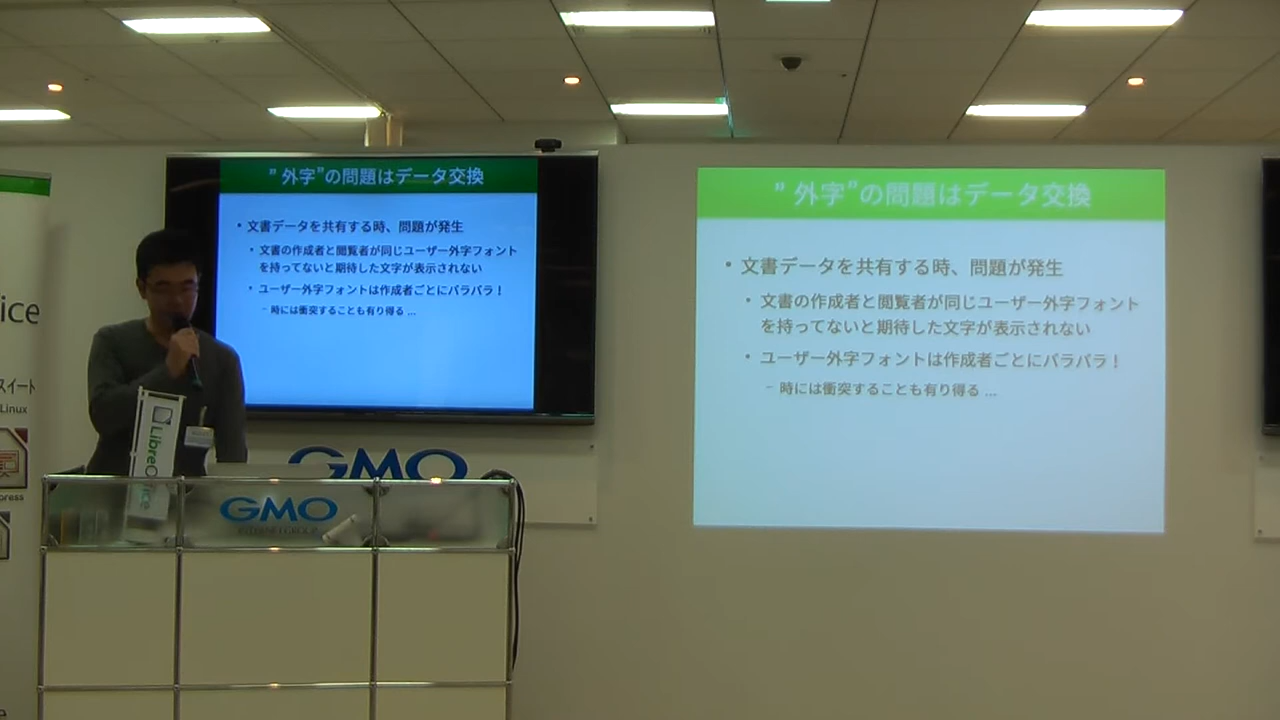 ” 外字”の問題はデータ交換
• 文書データを共有する時、問題が発生
• 文書の作成者と閲覧者が同じユーザー外字フォント
を持ってないと期待した文字が表示されない
• ユーザー外字フォントは作成者ごとにバラバラ！
– 時には衝突することも有り得る ...
” 外字”の問題はデータ交換
• 文書データを共有する時、問題が発生
• 文書の作成者と閲覧者が同じユーザー外字フォント
を持ってないと期待した文字が表示されない
• ユーザー外字フォントは作成者ごとにバラバラ！
– 時には衝突することも有り得る ...
ice
スイート
Linux
press
LibreOffice
GMO
GMO
INTERNET GROUP